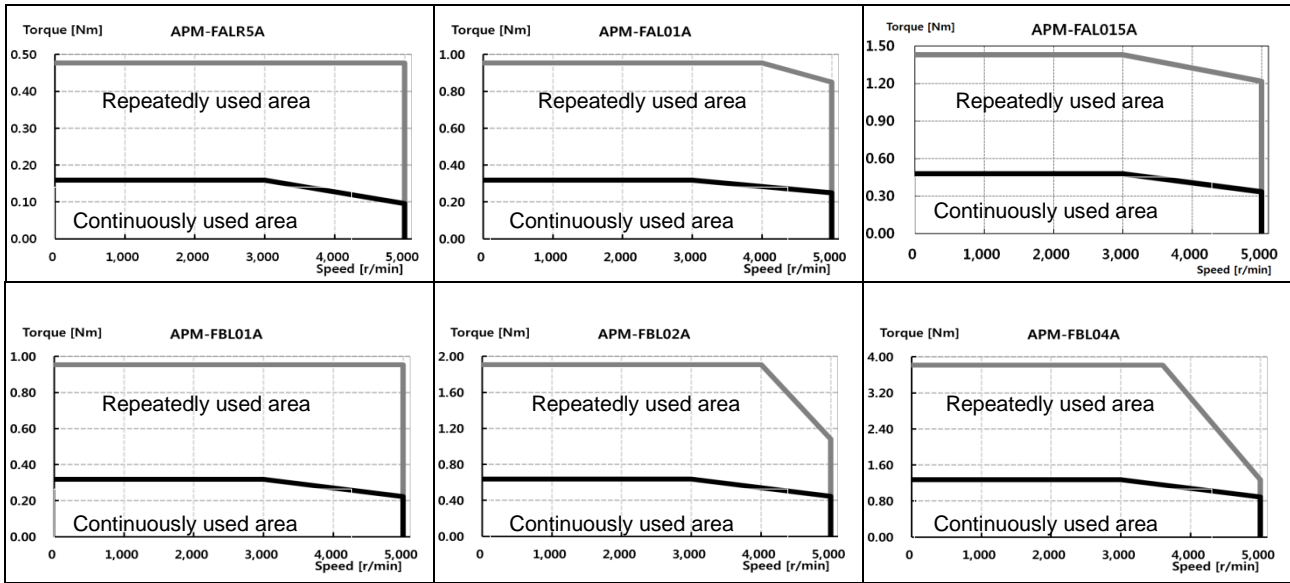 Torque [Nm] APM-FALR5A
0.50
0.40
0.30
0.20
0.10
0.00
Repeatedly used area
Continuously used area
0 1,000 2,000 3,000 4,000 5,000
Speed [r/min]
Torque [Nm] APM-FAL01A
1.00
0.80
0.60
0.40
0.20
0.00
Repeatedly used area
Continuously used area
0 1,000 2,000 3,000 4,000 5,000
Speed [r/min]
Torque [Nm] APM-FAL015A
1.50
1.20
0.90
0.60
0.30
0.00
Repeatedly used area
Continuously used area
0 1,000 2,000 3,000 4,000 5,000
Speed [r/min]
Torque [Nm] APM-FBL01A
1.00
0.80
0.60
0.40
0.20
0.00
Repeatedly used area
Continuously used area
0 1,000 2,000 3,000 4,000 5,000
Speed [r/min]
Torque [Nm] APM-FBL02A
2.00
1.60
1.20
0.80
0.40
0.00
Repeatedly used area
Continuously used area
0 1,000 2,000 3,000 4,000 5,000
Speed [r/min]
Torque [Nm] APM-FBL04A
4.00
3.20
2.40
1.60
0.80
0.00
Repeatedly used area
Continuously used area
0 1,000 2,000 3,000 4,000 5,000
Speed [r/min]